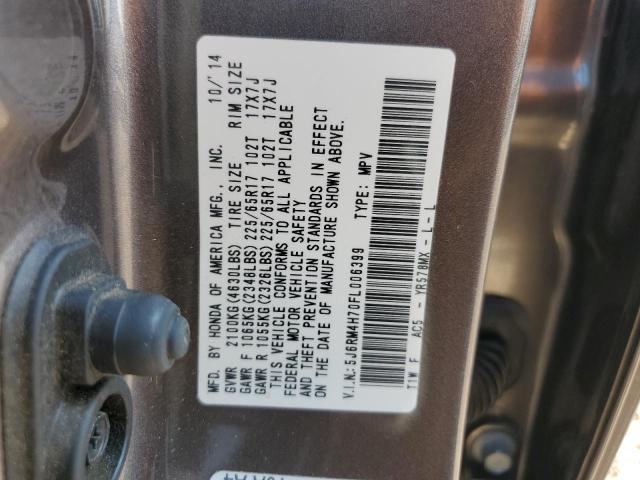 MFD. BY HONDA OF AMERICA MFG., INC. 10/'14
GVWR 2100KG(4630LBS) TIRE SIZE RIM SIZE
GAWR F 1065KG(2348LBS) 225/65R17 102T 17X7J
GAWR R 1055KG(2326LBS) 225/65R17 102T 17X7J
THIS VEHICLE CONFORMS TO ALL APPLICABLE
FEDERAL MOTOR VEHICLE SAFETY
AND THEFT PREVENTION STANDARDS IN EFFECT
ON THE DATE OF MANUFACTURE SHOWN ABOVE.
V.I.N.: 5J6RM4H70FL006399 TYPE: MPV
T1W F AC5 - YR578MX - L - L